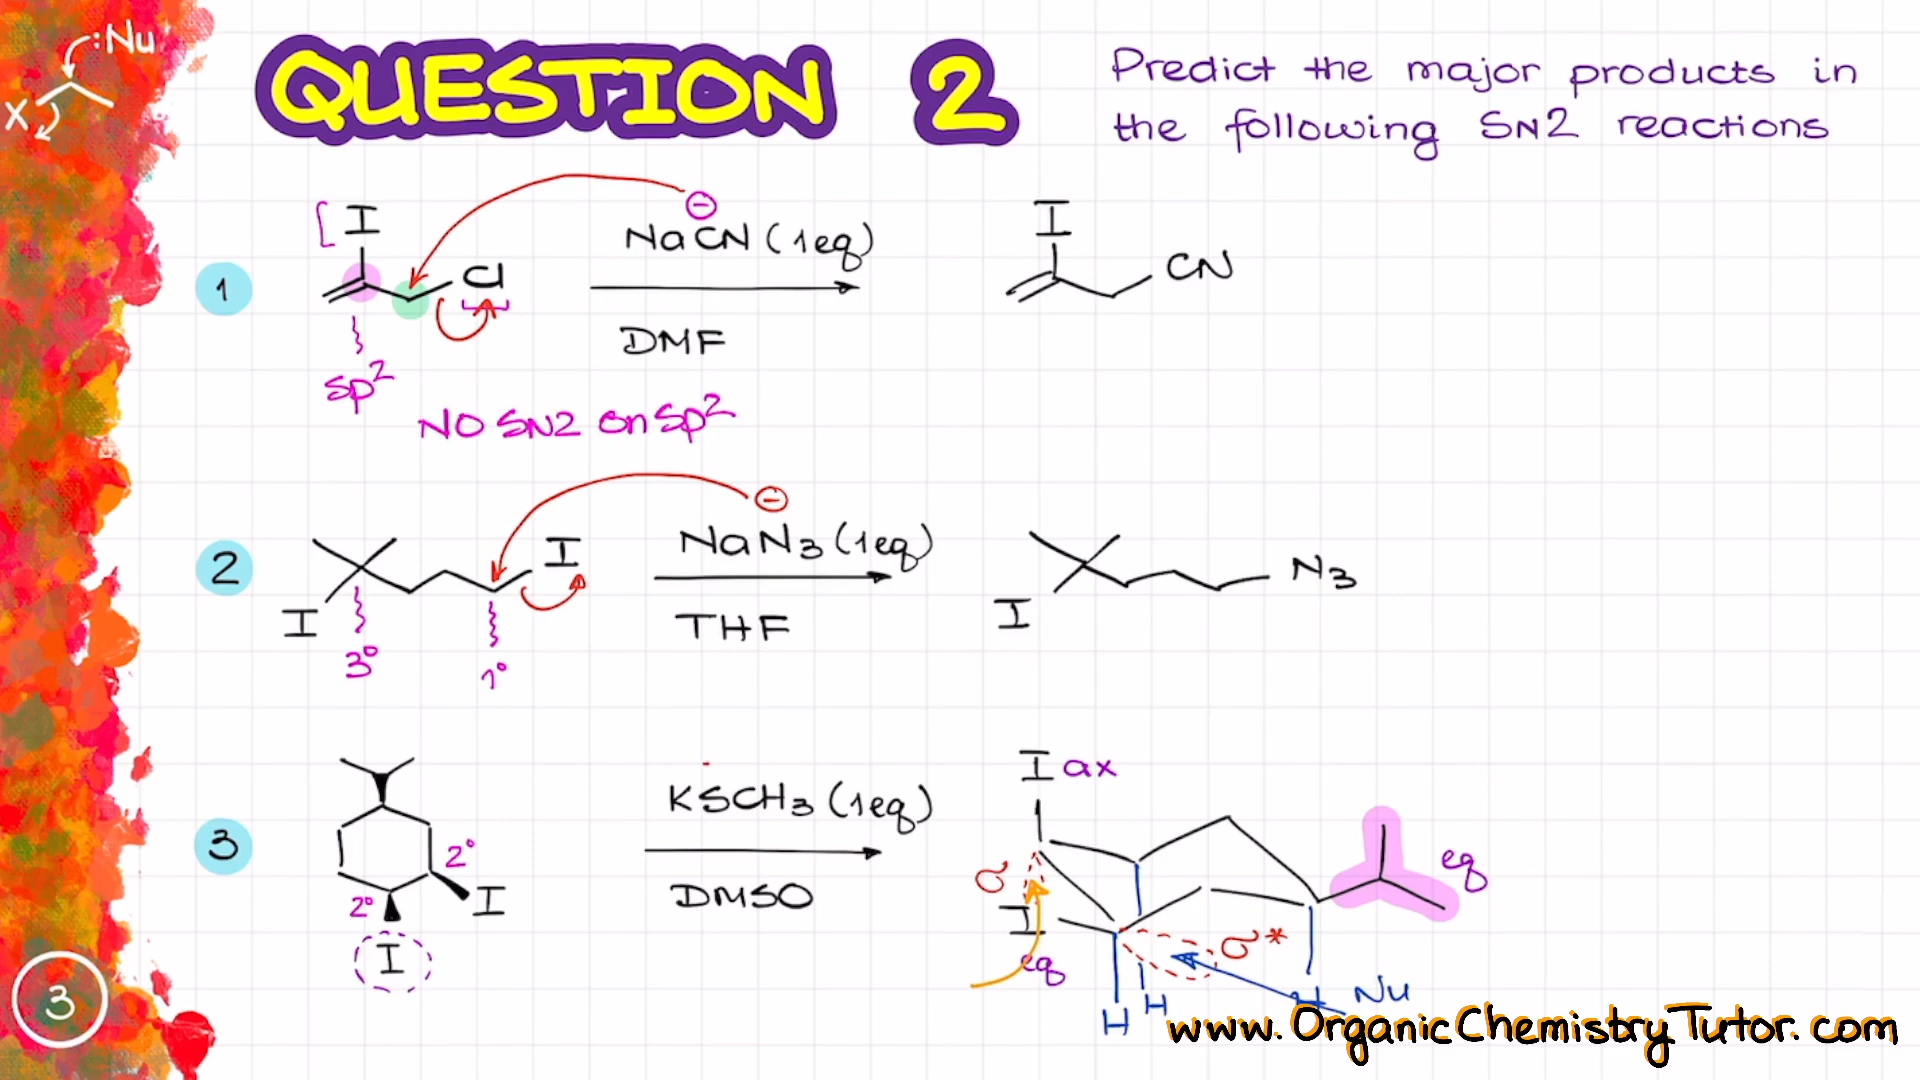 :Nu
X
QUESTION 2
Predict the major products in
the following SN2 reactions
1
I
Cl
sp²
NO SN2 on sp²
⊖
NaCN (1eq)
DMF
I
CN
2
I
I
3°
1°
⊖
NaN₃ (1eq)
THF
I
N₃
3
2°
2°
I
I
KSCH₃ (1eq)
DMSO
I ax
σ
I
eq
σ*
eq
H
H
H
Nu
3
www.OrganicChemistryTutor.com